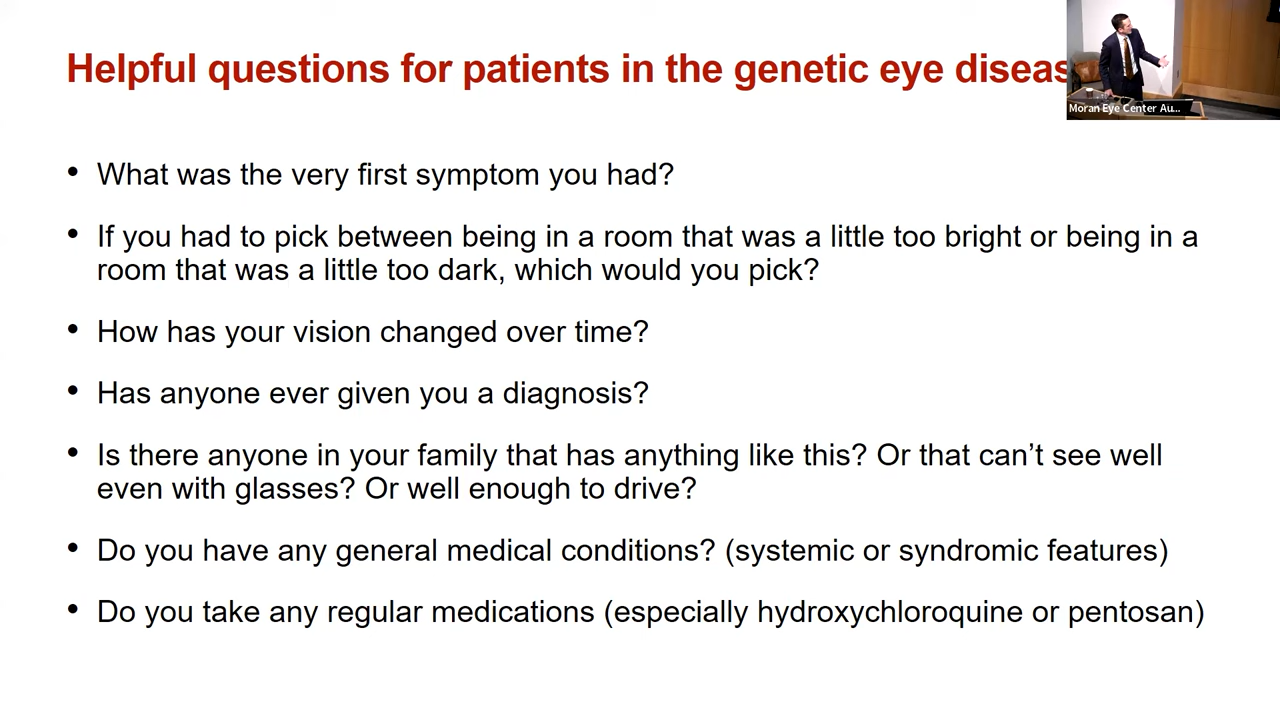 Helpful questions for patients in the genetic eye
Moran Eye Center Au...
• What was the very first symptom you had?
• If you had to pick between being in a room that was a little too bright or being in a
room that was a little too dark, which would you pick?
• How has your vision changed over time?
• Has anyone ever given you a diagnosis?
• Is there anyone in your family that has anything like this? Or that can’t see well
even with glasses? Or well enough to drive?
• Do you have any general medical conditions? (systemic or syndromic features)
• Do you take any regular medications (especially hydroxychloroquine or pentosan)